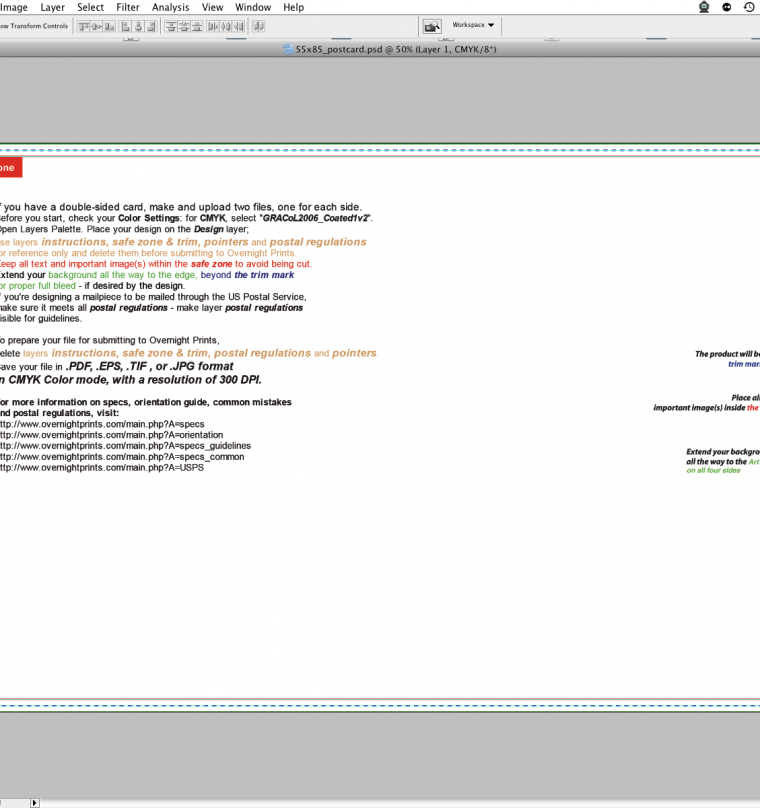 Image Layer Select Filter Analysis View Window Help
ow Transform Controls
Workspace
55x85_postcard.psd @ 50% (Layer 1, CMYK/8*)
one
f you have a double-sided card, make and upload two files, one for each side.
efore you start, check your Color Settings: for CMYK, select "GRACoL2006_Coated1v2".
pen Layers Palette. Place your design on the Design layer;
se layers instructions, safe zone & trim, pointers and postal regulations
or reference only and delete them before submitting to Overnight Prints.
eep all text and important image(s) within the safe zone to avoid being cut.
Extend your background all the way to the edge, beyond the trim mark
or proper full bleed - if desired by the design.
f you're designing a mailpiece to be mailed through the US Postal Service,
ake sure it meets all postal regulations - make layer postal regulations
isible for guidelines.
o prepare your file for submitting to Overnight Prints,
elete layers instructions, safe zone & trim, postal regulations and pointers.
ave your file in .PDF, .EPS, .TIF , or .JPG format
n CMYK Color mode, with a resolution of 300 DPI.
or more information on specs, orientation guide, common mistakes
nd postal regulations, visit:
ttp://www.overnightprints.com/main.php?A=specs
ttp://www.overnightprints.com/main.php?A=orientation
ttp://www.overnightprints.com/main.php?A=specs_guidelines
ttp://www.overnightprints.com/main.php?A=specs_common
ttp://www.overnightprints.com/main.php?A=USPS
The product will be
trim mar
Place al
important image(s) inside the
Extend your backgro
all the way to the Art
on all four sides